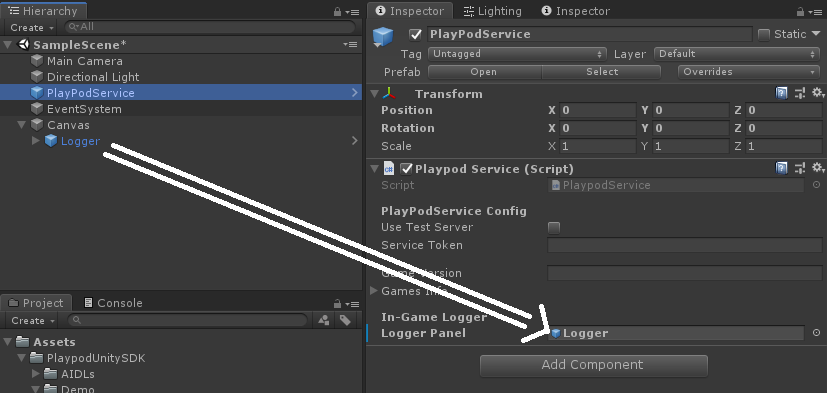 Hierarchy
Create
All
SampleScene*
Main Camera
Directional Light
PlayPodService
EventSystem
Canvas
Logger
Project
Console
Create
Assets
PlaypodUnitySDK
AIDLs
Demo
Inspector
Lighting
Inspector
PlayPodService
Static
Tag
Untagged
Layer
Default
Prefab
Open
Select
Overrides
Transform
Position
X 0 Y 0 Z 0
Rotation
X 0 Y 0 Z 0
Scale
X 1 Y 1 Z 1
Playpod Service (Script)
Script
PlaypodService
PlayPodService Config
Use Test Server
Service Token
Game Version
Games Info
In-Game Logger
Logger Panel
Logger
Add Component